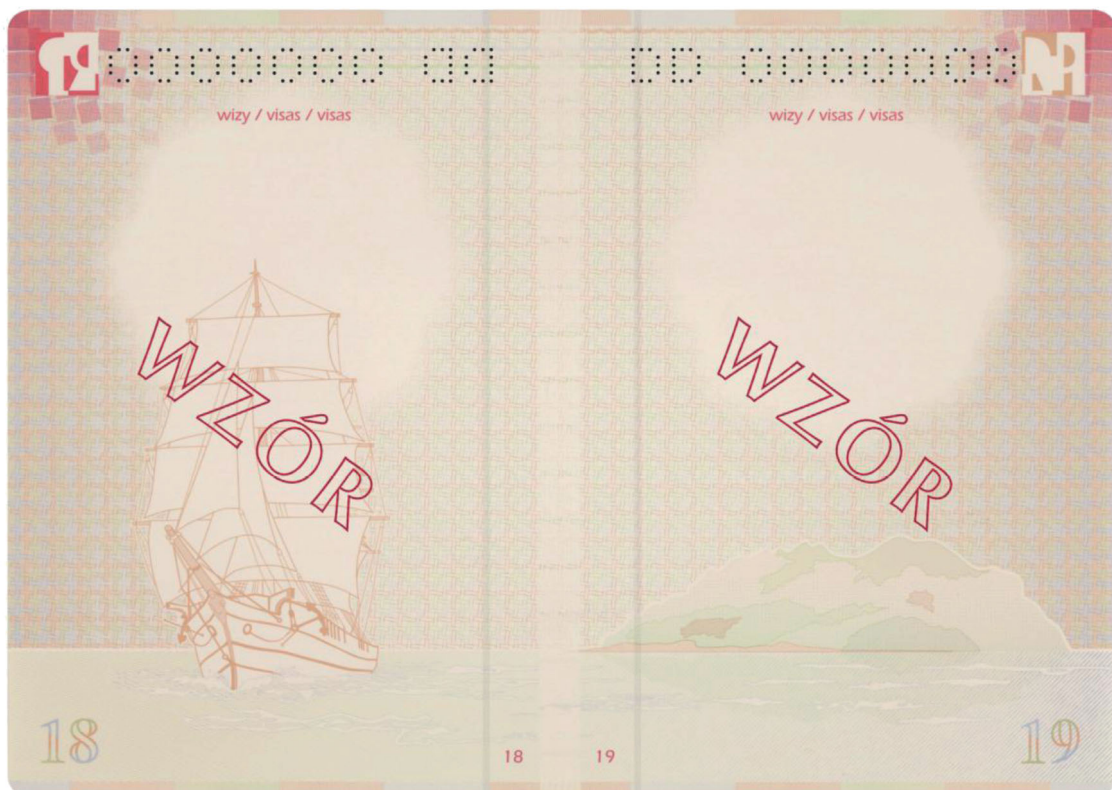 0000000 DD
wizy / visas / visas
WZÓR
18
18
DD 0000000
wizy / visas / visas
WZÓR
19
19